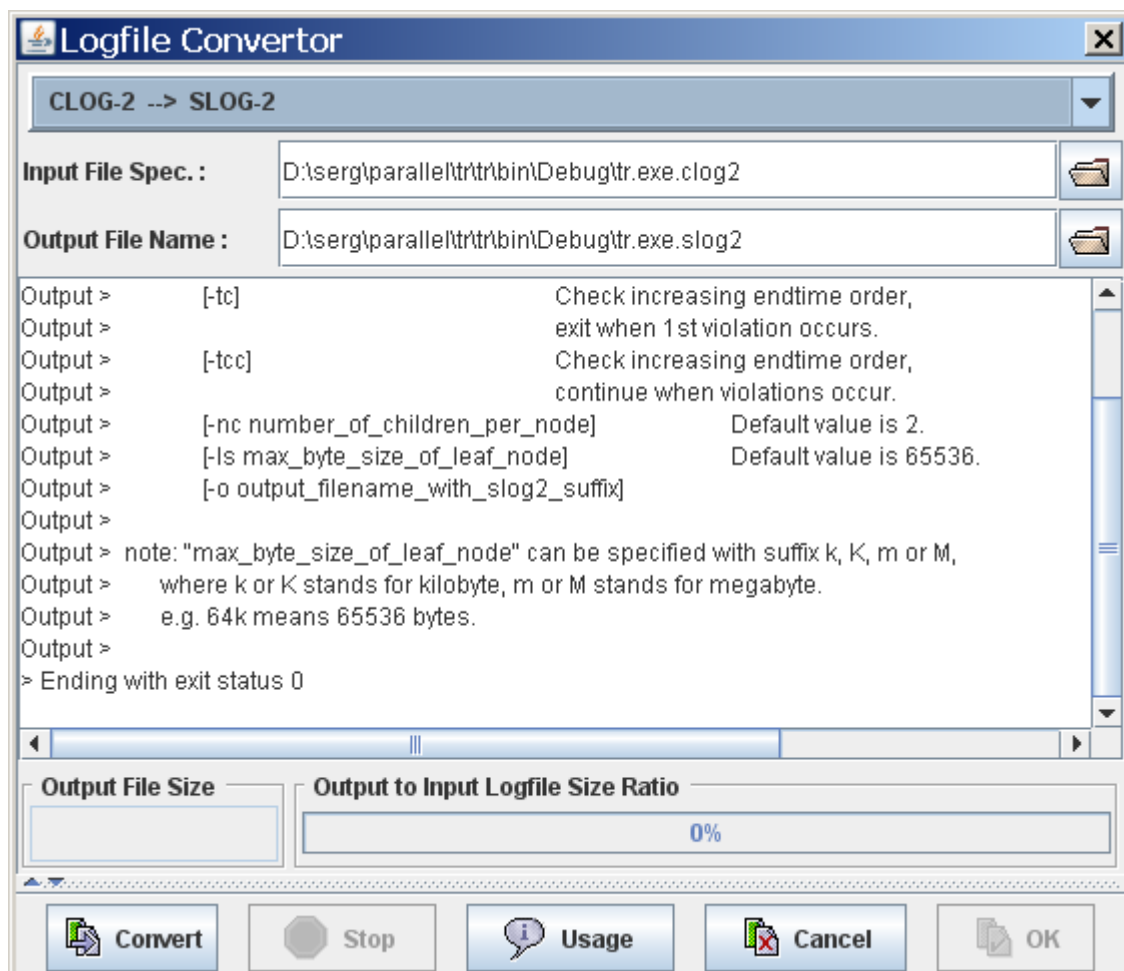 Logfile Convertor
CLOG-2 --> SLOG-2
Input File Spec. : D:\serg\parallel\tr\tr\bin\Debug\tr.exe.clog2
Output File Name : D:\serg\parallel\tr\tr\bin\Debug\tr.exe.slog2
Output > [-tc] Check increasing endtime order,
Output > exit when 1st violation occurs.
Output > [-tcc] Check increasing endtime order,
Output > continue when violations occur.
Output > [-nc number_of_children_per_node] Default value is 2.
Output > [-ls max_byte_size_of_leaf_node] Default value is 65536.
Output > [-o output_filename_with_slog2_suffix]
Output >
Output > note: "max_byte_size_of_leaf_node" can be specified with suffix k, K, m or M,
Output > where k or K stands for kilobyte, m or M stands for megabyte.
Output > e.g. 64k means 65536 bytes.
Output >
> Ending with exit status 0
Output File Size Output to Input Logfile Size Ratio
0%
Convert Stop Usage Cancel OK